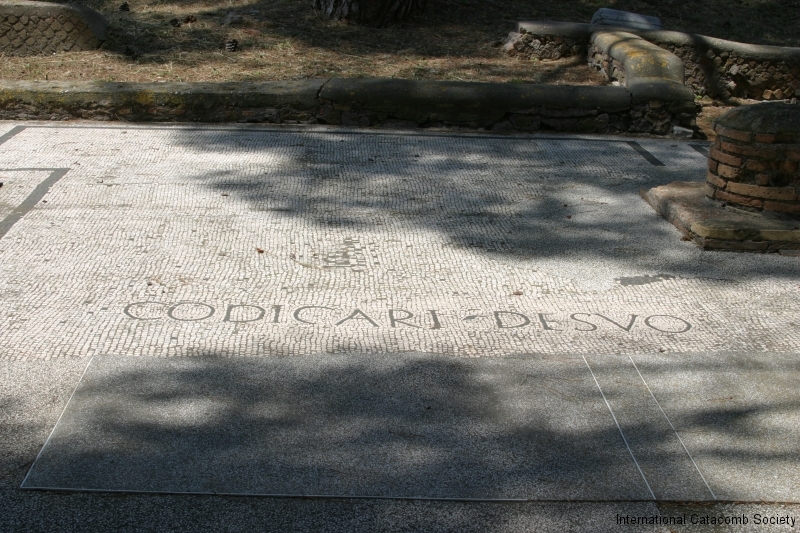 CODICARI DE SVO
International Catacomb Society